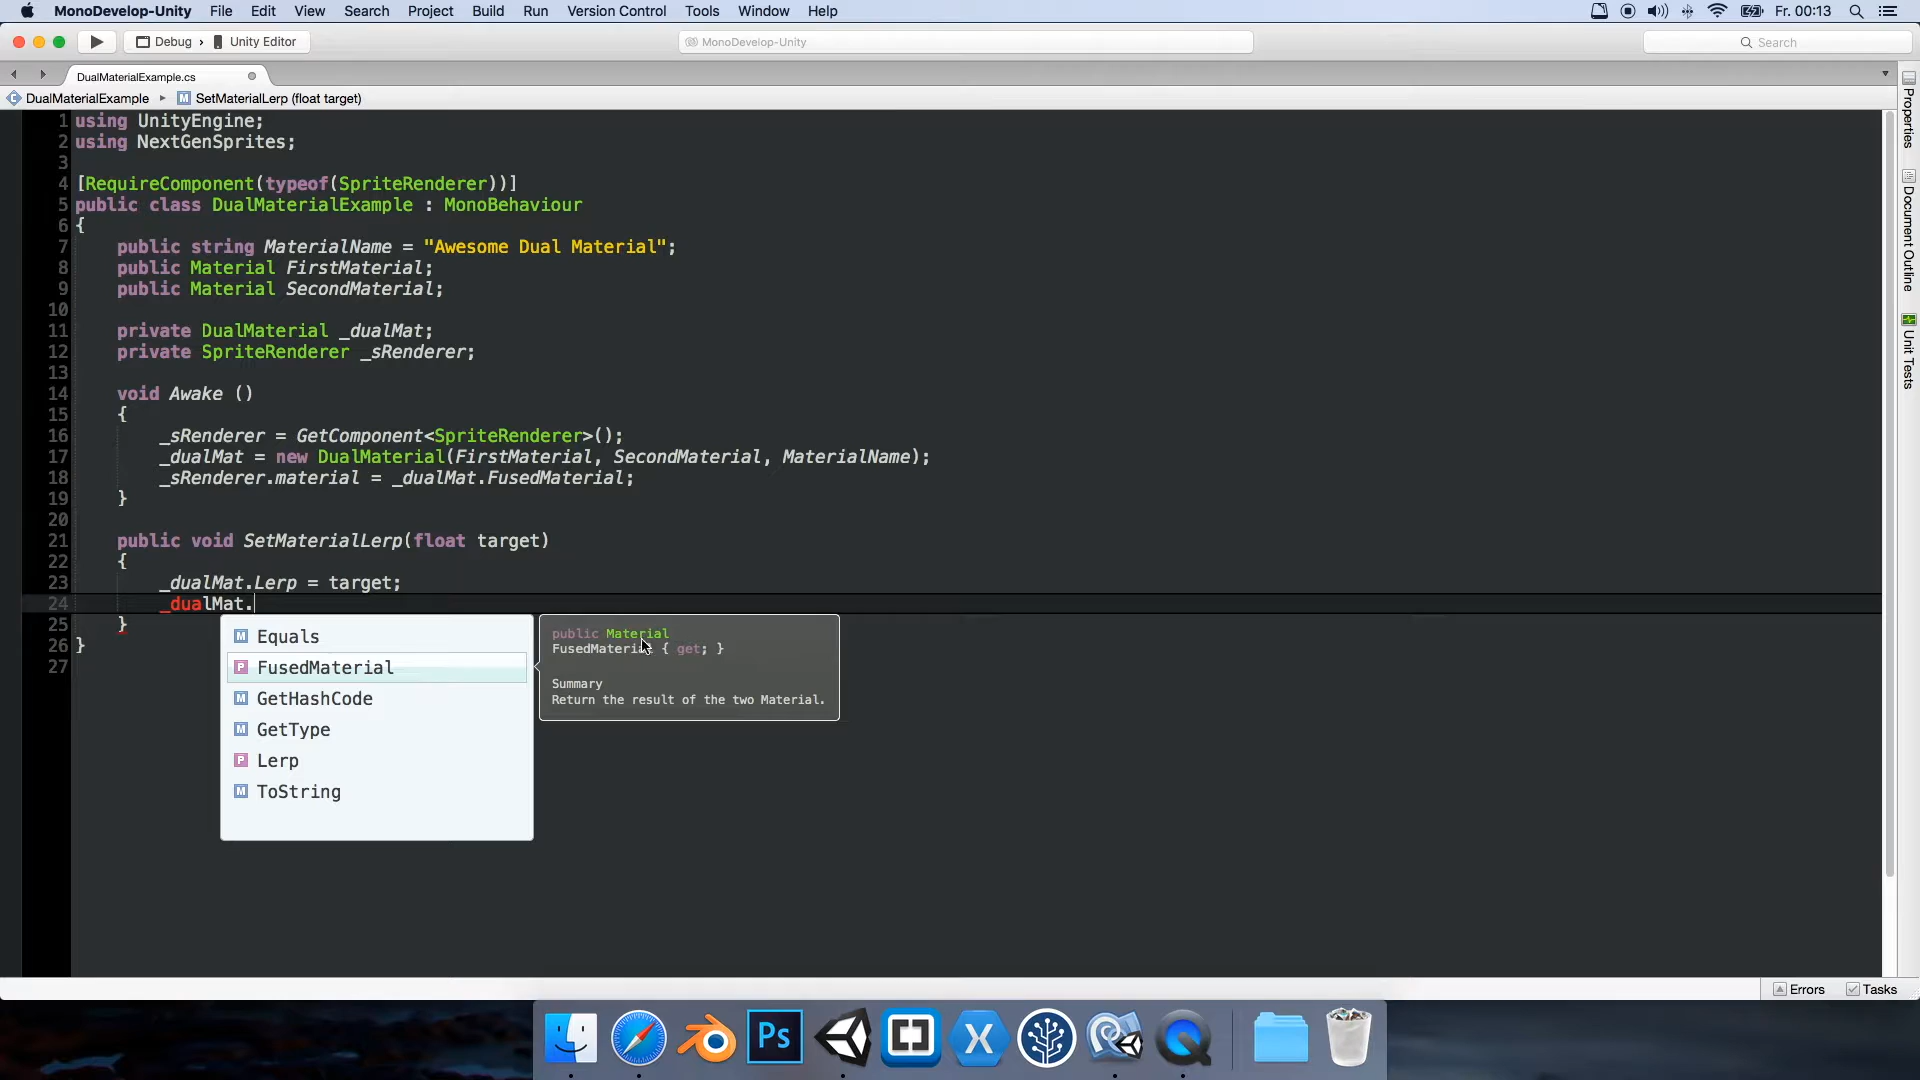 MonoDevelop-Unity File Edit View Search Project Build Run Version Control Tools Window Help Fr. 00:13
Debug › Unity Editor MonoDevelop-Unity Search
DualMaterialExample.cs
DualMaterialExample ▸ M SetMaterialLerp (float target)
1 using UnityEngine;
2 using NextGenSprites;
3
4 [RequireComponent(typeof(SpriteRenderer))]
5 public class DualMaterialExample : MonoBehaviour
6 {
7 public string MaterialName = "Awesome Dual Material";
8 public Material FirstMaterial;
9 public Material SecondMaterial;
10
11 private DualMaterial _dualMat;
12 private SpriteRenderer _sRenderer;
13
14 void Awake ()
15 {
16 _sRenderer = GetComponent<SpriteRenderer>();
17 _dualMat = new DualMaterial(FirstMaterial, SecondMaterial, MaterialName);
18 _sRenderer.material = _dualMat.FusedMaterial;
19 }
20
21 public void SetMaterialLerp(float target)
22 {
23 _dualMat.Lerp = target;
24 _dualMat.
25 }
26 }
27
M Equals
P FusedMaterial
M GetHashCode
M GetType
P Lerp
M ToString
public Material
FusedMaterial { get; }
Summary
Return the result of the two Material.
Properties
Document Outline
Unit Tests
Errors Tasks
Ps
X